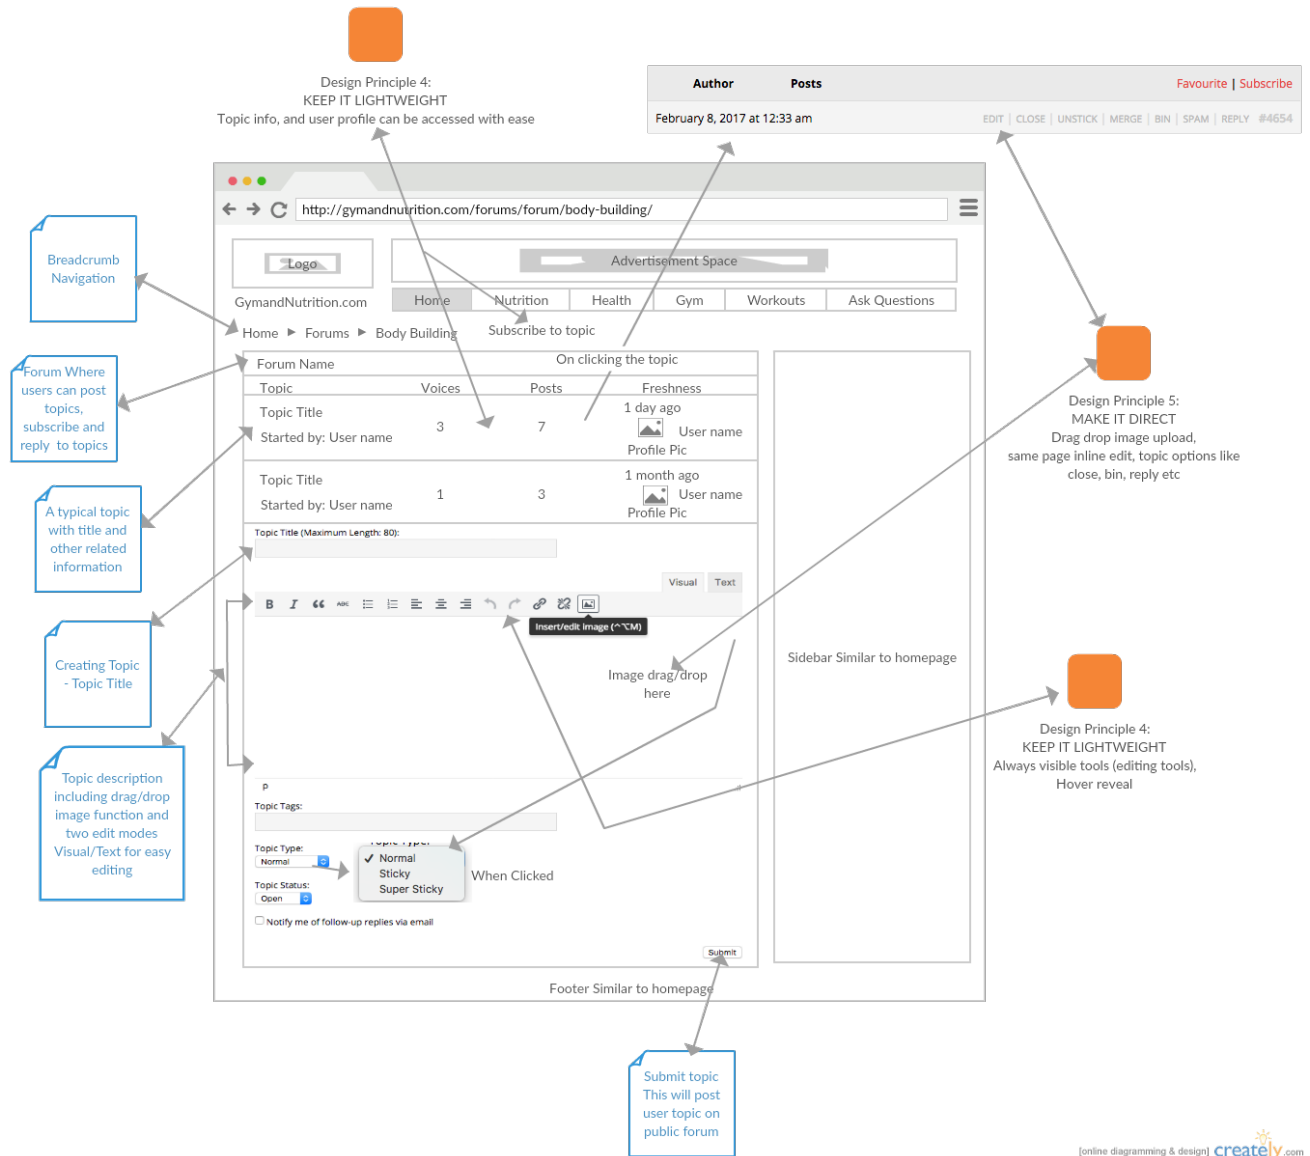 Design Principle 4:
KEEP IT LIGHTWEIGHT
Topic info, and user profile can be accessed with ease
Author Posts Favourite | Subscribe
February 8, 2017 at 12:33 am EDIT | CLOSE | UNSTICK | MERGE | BIN | SPAM | REPLY #4654
http://gymandnutrition.com/forums/forum/body-building/
Logo
Advertisement Space
GymandNutrition.com
Home Nutrition Health Gym Workouts Ask Questions
Home ► Forums ► Body Building
Subscribe to topic
Breadcrumb
Navigation
Forum Where
users can post
topics,
subscribe and
reply to topics
Forum Name
On clicking the topic
Topic Voices Posts Freshness
Topic Title
Started by: User name
3
7
1 day ago
User name
Profile Pic
Topic Title
Started by: User name
1
3
1 month ago
User name
Profile Pic
Design Principle 5:
MAKE IT DIRECT
Drag drop image upload,
same page inline edit, topic options like
close, bin, reply etc
A typical topic
with title and
other related
information
Topic Title (Maximum Length: 80):
Visual Text
B I ABC
Insert/edit image (^⌥M)
Image drag/drop
here
Sidebar Similar to homepage
Creating Topic
- Topic Title
Design Principle 4:
KEEP IT LIGHTWEIGHT
Always visible tools (editing tools),
Hover reveal
Topic description
including drag/drop
image function and
two edit modes
Visual/Text for easy
editing
P
Topic Tags:
Topic Type:
Normal
Topic Type:
✓ Normal
Sticky
Super Sticky
When Clicked
Topic Status:
Open
Notify me of follow-up replies via email
Submit
Footer Similar to homepage
Submit topic
This will post
user topic on
public forum
[online diagramming & design] creately.com